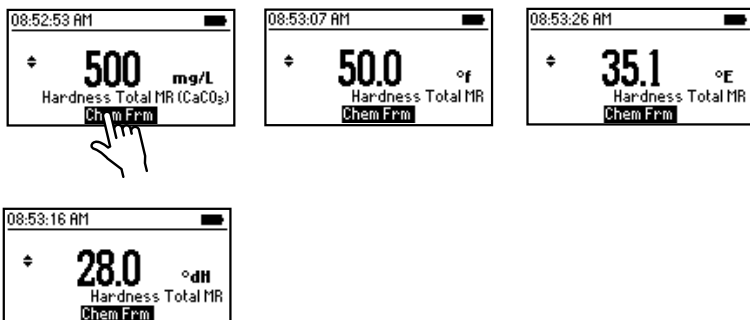 08:52:53 AM
500 mg/L
Hardness Total MR (CaCO₃)
Chem Frm
08:53:07 AM
50.0 °f
Hardness Total MR
Chem Frm
08:53:26 AM
35.1 °E
Hardness Total MR
Chem Frm
08:53:16 AM
28.0 °dH
Hardness Total MR
Chem Frm